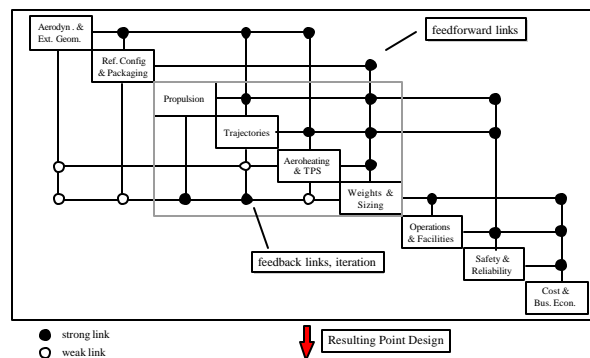 Aerodyn . &
Ext. Geom.
feedforward links
Ref. Config
& Packaging
Propulsion
Trajectories
Aeroheating
& TPS
Weights &
Sizing
Operations
& Facilities
feedback links, iteration
Safety &
Reliability
Cost &
Bus. Econ.
strong link
weak link
Resulting Point Design